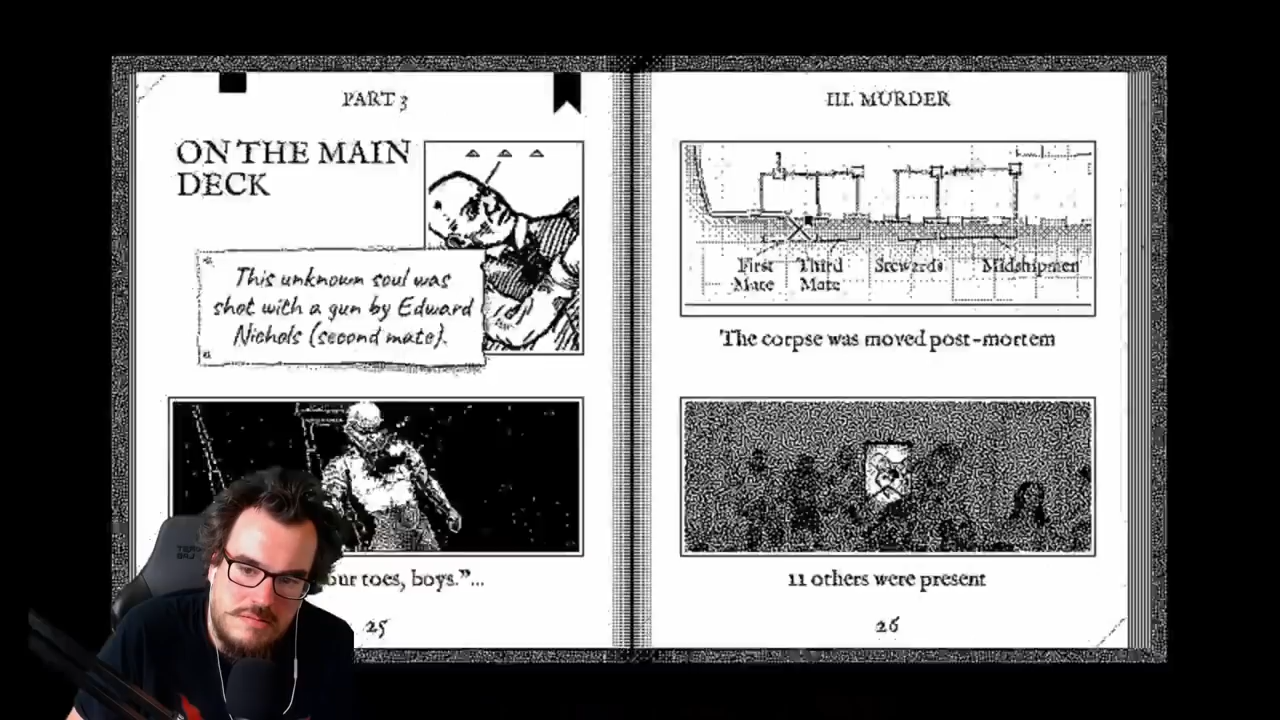 PART 3
ON THE MAIN
DECK
This unknown soul was
shot with a gun by Edward
Nichols (second mate).
our toes, boys."...
25
III. MURDER
First Third Stewards Midshipmen
Mate Mate
The corpse was moved post-mortem
11 others were present
26